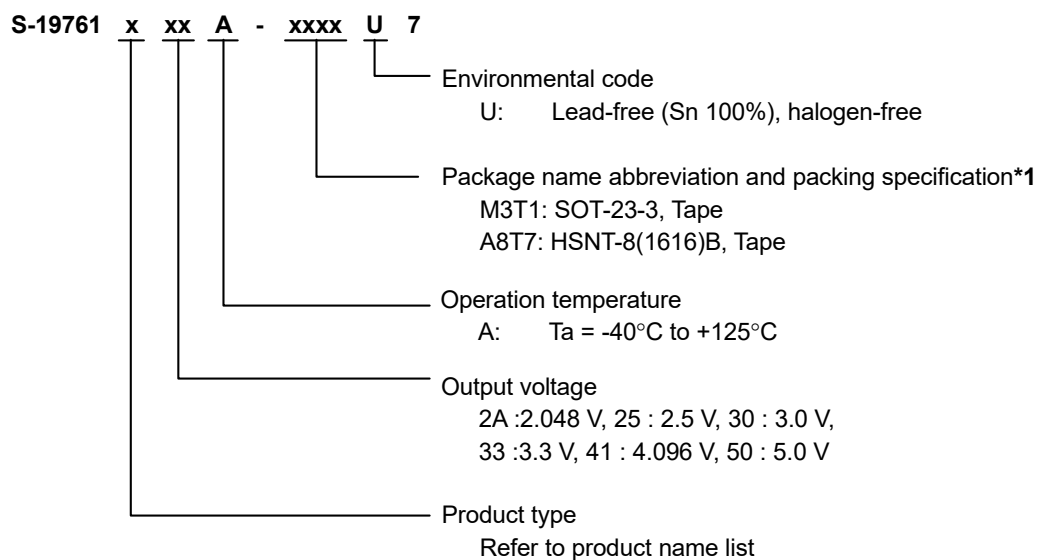 S-19761 x xx A - xxxx U 7
Environmental code
U: Lead-free (Sn 100%), halogen-free
Package name abbreviation and packing specification*1
M3T1: SOT-23-3, Tape
A8T7: HSNT-8(1616)B, Tape
Operation temperature
A: Ta = -40°C to +125°C
Output voltage
2A :2.048 V, 25 : 2.5 V, 30 : 3.0 V,
33 :3.3 V, 41 : 4.096 V, 50 : 5.0 V
Product type
Refer to product name list